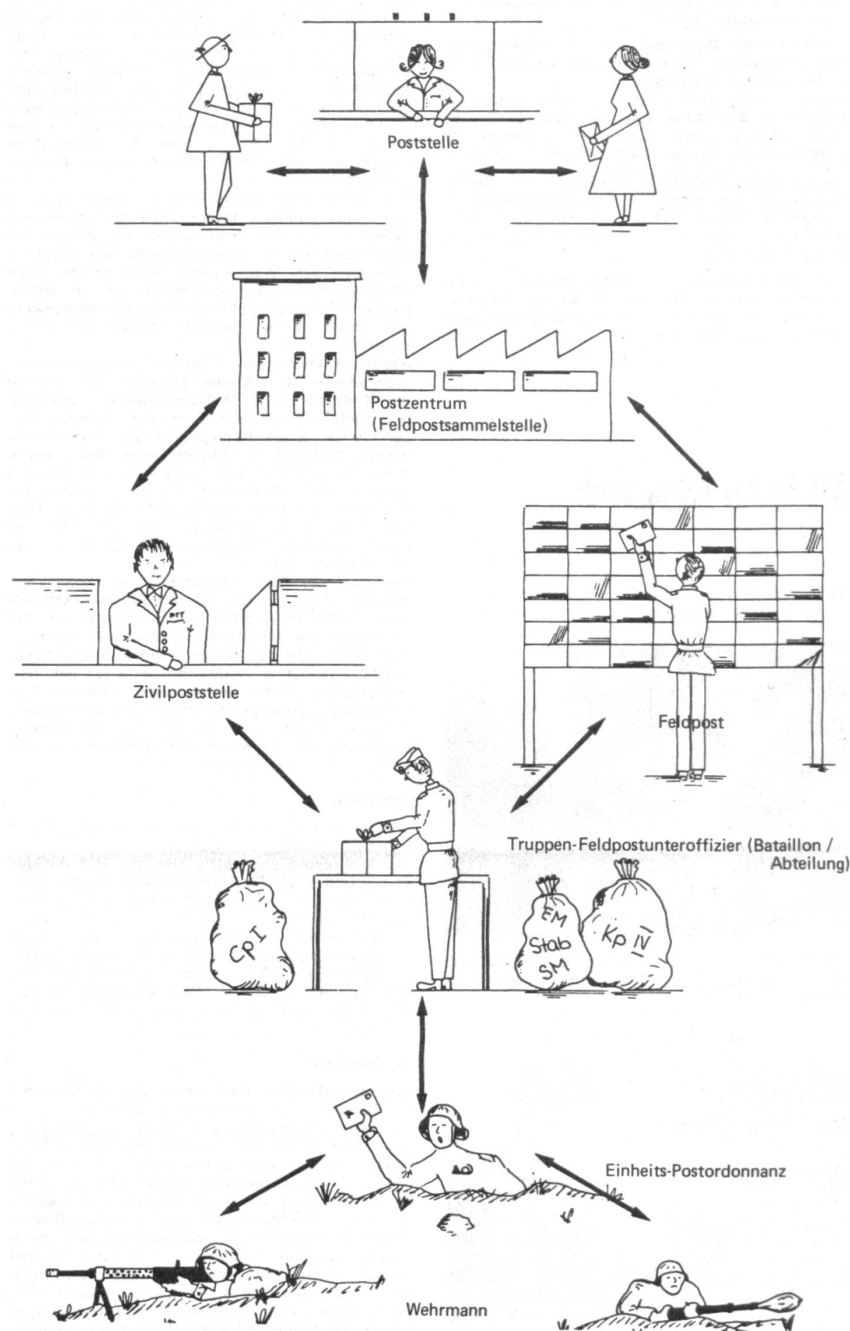 Poststelle
Postzentrum
(Feldpostsammelstelle)
PTT
Zivilpoststelle
Feldpost
Truppen-Feldpostunteroffizier (Bataillon /
Abteilung)
Cp I
EM
Stab
SM
Kp IV
Einheits-Postordonnanz
Wehrmann